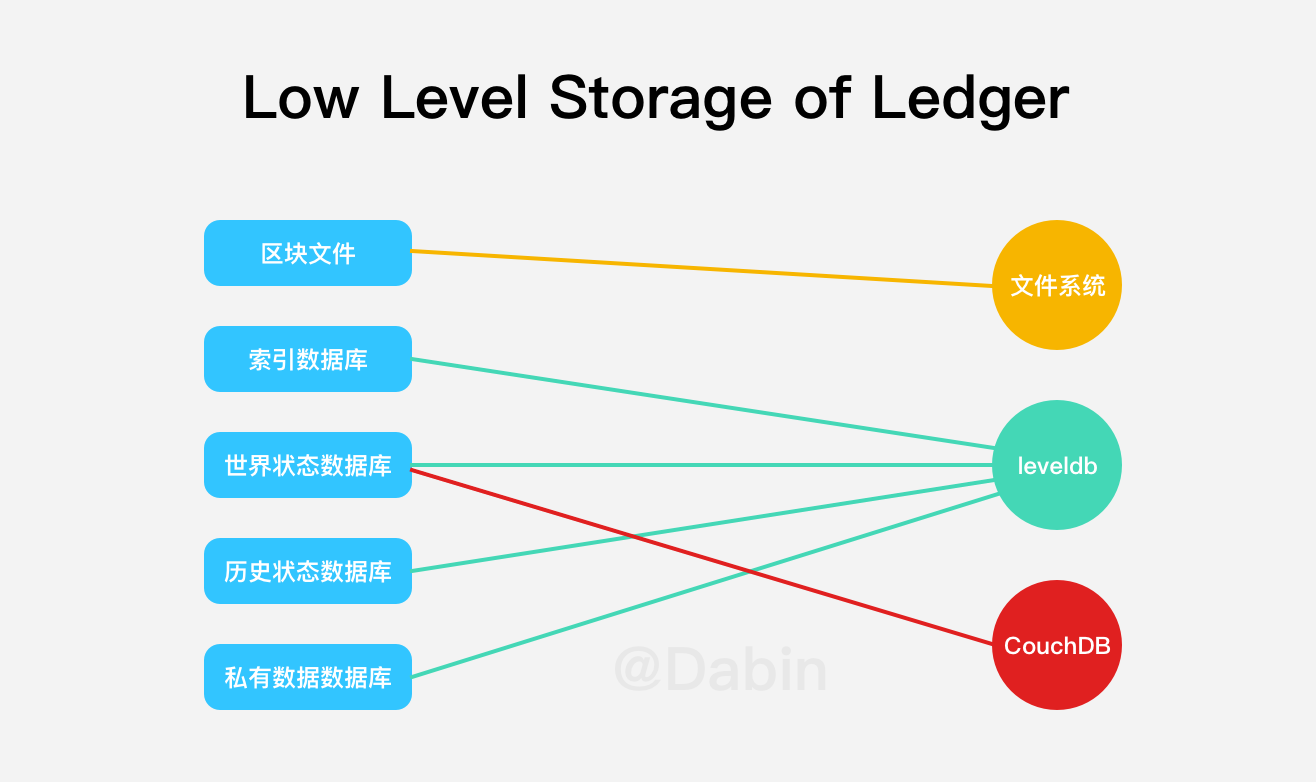 Low Level Storage of Ledger
区块文件
文件系统
索引数据库
世界状态数据库
leveldb
历史状态数据库
CouchDB
私有数据数据库
@Dabin